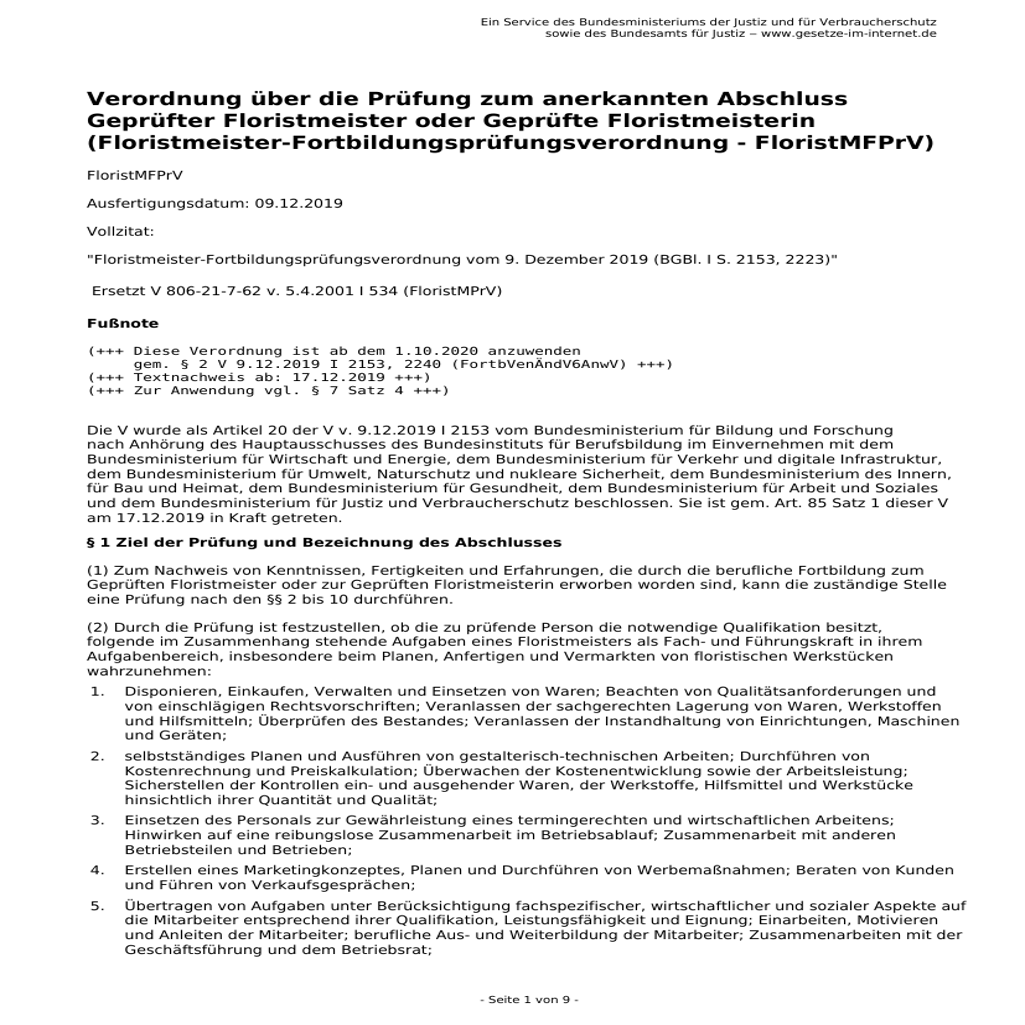 Ein Service des Bundesministeriums der Justiz und für Verbraucherschutz
sowie des Bundesamts für Justiz – www.gesetze-im-internet.de
Verordnung über die Prüfung zum anerkannten Abschluss
Geprüfter Floristmeister oder Geprüfte Floristmeisterin
(Floristmeister-Fortbildungsprüfungsverordnung - FloristMFPrV)
FloristMFPrV
Ausfertigungsdatum: 09.12.2019
Vollzitat:
"Floristmeister-Fortbildungsprüfungsverordnung vom 9. Dezember 2019 (BGBl. I S. 2153, 2223)"
Ersetzt V 806-21-7-62 v. 5.4.2001 I 534 (FloristMPrV)
Fußnote
(+++ Diese Verordnung ist ab dem 1.10.2020 anzuwenden
gem. § 2 V 9.12.2019 I 2153, 2240 (FortbVenÄndV6AnwV) +++)
(+++ Textnachweis ab: 17.12.2019 +++)
(+++ Zur Anwendung vgl. § 7 Satz 4 +++)
Die V wurde als Artikel 20 der V v. 9.12.2019 I 2153 vom Bundesministerium für Bildung und Forschung
nach Anhörung des Hauptausschusses des Bundesinstituts für Berufsbildung im Einvernehmen mit dem
Bundesministerium für Wirtschaft und Energie, dem Bundesministerium für Verkehr und digitale Infrastruktur,
dem Bundesministerium für Umwelt, Naturschutz und nukleare Sicherheit, dem Bundesministerium des Innern,
für Bau und Heimat, dem Bundesministerium für Gesundheit, dem Bundesministerium für Arbeit und Soziales
und dem Bundesministerium für Justiz und Verbraucherschutz beschlossen. Sie ist gem. Art. 85 Satz 1 dieser V
am 17.12.2019 in Kraft getreten.
§ 1 Ziel der Prüfung und Bezeichnung des Abschlusses
(1) Zum Nachweis von Kenntnissen, Fertigkeiten und Erfahrungen, die durch die berufliche Fortbildung zum
Geprüften Floristmeister oder zur Geprüften Floristmeisterin erworben worden sind, kann die zuständige Stelle
eine Prüfung nach den §§ 2 bis 10 durchführen.
(2) Durch die Prüfung ist festzustellen, ob die zu prüfende Person die notwendige Qualifikation besitzt,
folgende im Zusammenhang stehende Aufgaben eines Floristmeisters als Fach- und Führungskraft in ihrem
Aufgabenbereich, insbesondere beim Planen, Anfertigen und Vermarkten von floristischen Werkstücken
wahrzunehmen:
1. Disponieren, Einkaufen, Verwalten und Einsetzen von Waren; Beachten von Qualitätsanforderungen und
von einschlägigen Rechtsvorschriften; Veranlassen der sachgerechten Lagerung von Waren, Werkstoffen
und Hilfsmitteln; Überprüfen des Bestandes; Veranlassen der Instandhaltung von Einrichtungen, Maschinen
und Geräten;
2. selbstständiges Planen und Ausführen von gestalterisch-technischen Arbeiten; Durchführen von
Kostenrechnung und Preiskalkulation; Überwachen der Kostenentwicklung sowie der Arbeitsleistung;
Sicherstellen der Kontrollen ein- und ausgehender Waren, der Werkstoffe, Hilfsmittel und Werkstücke
hinsichtlich ihrer Quantität und Qualität;
3. Einsetzen des Personals zur Gewährleistung eines termingerechten und wirtschaftlichen Arbeitens;
Hinwirken auf eine reibungslose Zusammenarbeit im Betriebsablauf; Zusammenarbeit mit anderen
Betriebsteilen und Betrieben;
4. Erstellen eines Marketingkonzeptes, Planen und Durchführen von Werbemaßnahmen; Beraten von Kunden
und Führen von Verkaufsgesprächen;
5. Übertragen von Aufgaben unter Berücksichtigung fachspezifischer, wirtschaftlicher und sozialer Aspekte auf
die Mitarbeiter entsprechend ihrer Qualifikation, Leistungsfähigkeit und Eignung; Einarbeiten, Motivieren
und Anleiten der Mitarbeiter; berufliche Aus- und Weiterbildung der Mitarbeiter; Zusammenarbeiten mit der
Geschäftsführung und dem Betriebsrat;
- Seite 1 von 9 -